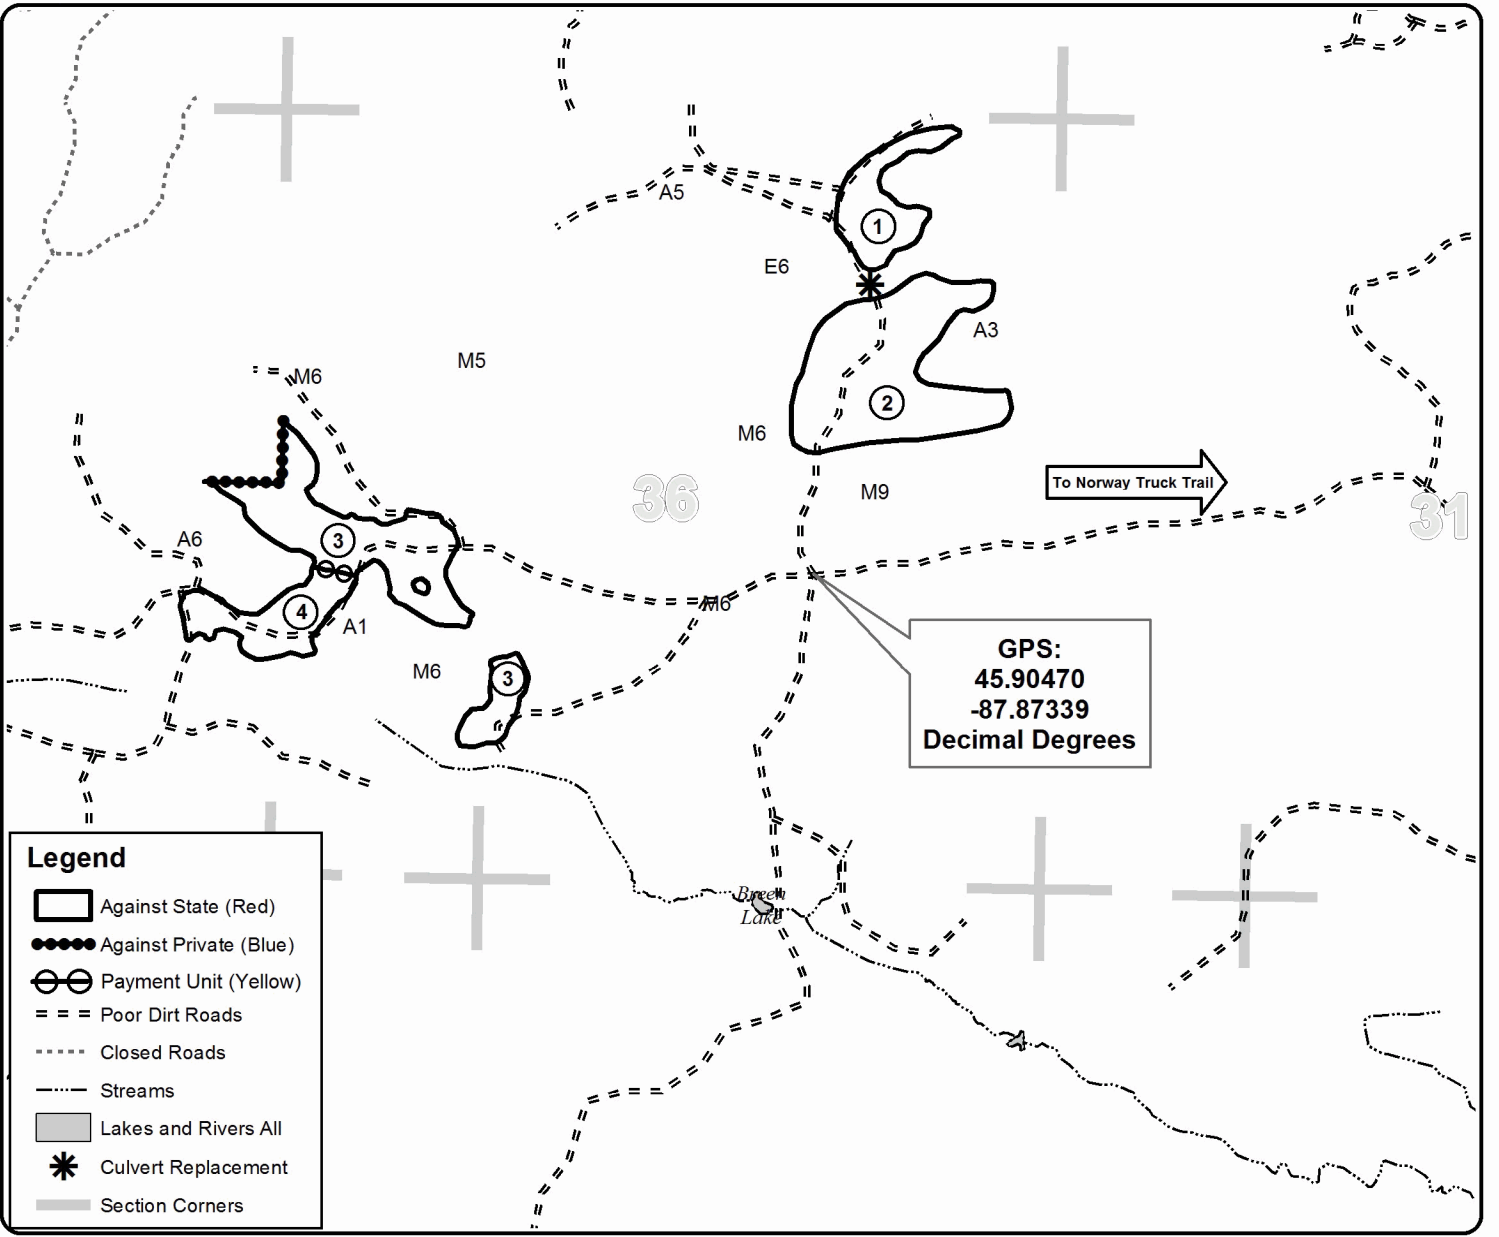 A5
1
E6
A3
M5
M6
2
M6
36
M9
To Norway Truck Trail
31
A6
3
4
A1
M6
M6
3
GPS:
45.90470
-87.87339
Decimal Degrees
Breen
Lake
Legend
Against State (Red)
Against Private (Blue)
Payment Unit (Yellow)
Poor Dirt Roads
Closed Roads
Streams
Lakes and Rivers All
Culvert Replacement
Section Corners